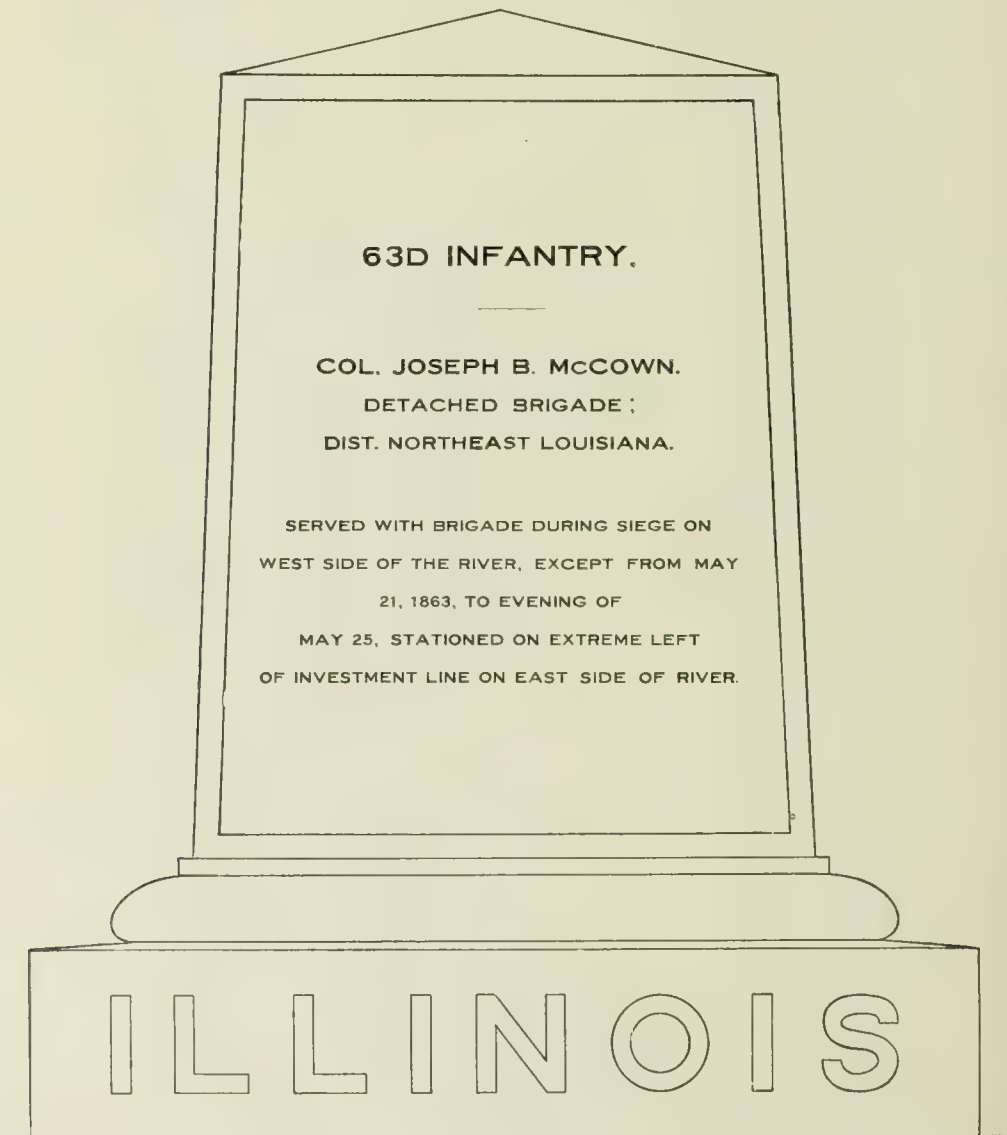 63D INFANTRY.
COL. JOSEPH B. McCOWN.
DETACHED BRIGADE;
DIST. NORTHEAST LOUISIANA.
SERVED WITH BRIGADE DURING SIEGE ON
WEST SIDE OF THE RIVER, EXCEPT FROM MAY
21, 1863, TO EVENING OF
MAY 25, STATIONED ON EXTREME LEFT
OF INVESTMENT LINE ON EAST SIDE OF RIVER.
ILLINOIS